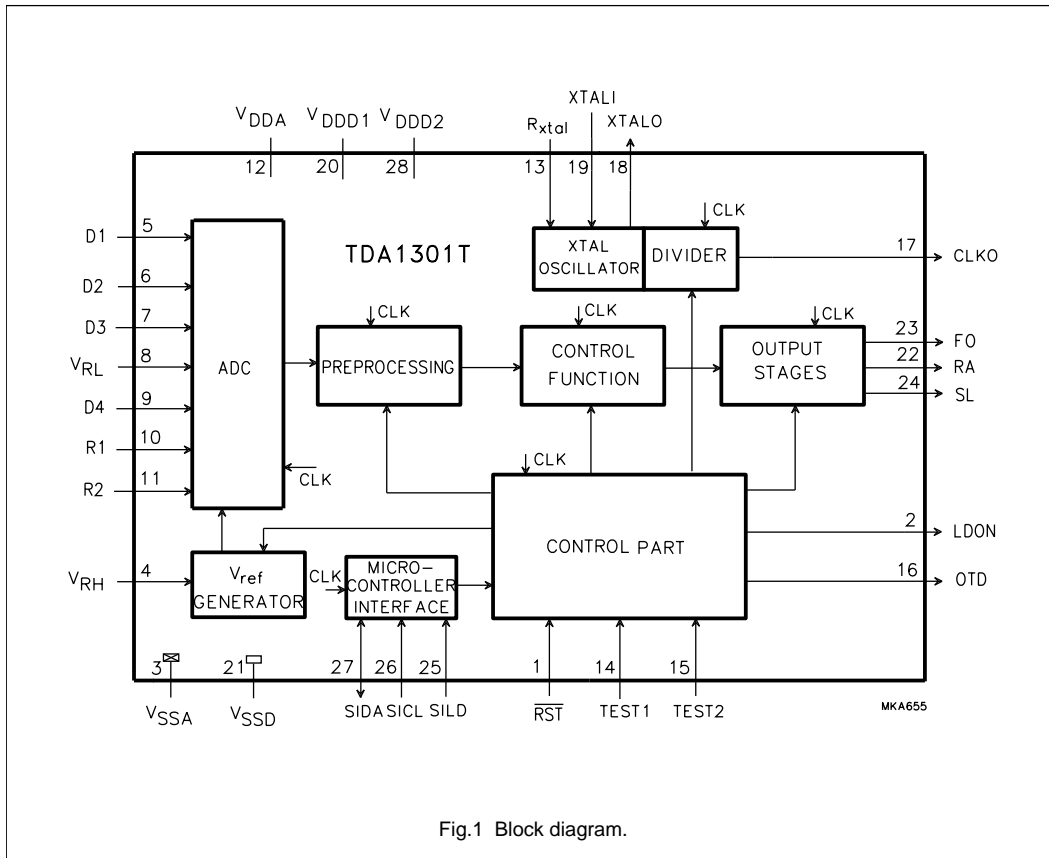 XTALI
V DDA V DDD1 V DDD2 Rxtal XTALO
12 20 28 13 19 18
CLK
D1 5
TDA1301T
XTAL OSCILLATOR
DIVIDER
17 CLKO
D2 6
D3 7
CLK
CLK
CLK
23 FO
VRL 8
ADC
PREPROCESSING
CONTROL FUNCTION
OUTPUT STAGES
22 RA
24 SL
D4 9
R1 10
CLK
CLK
R2 11
2 LDON
CONTROL PART
VRH 4
Vref GENERATOR
CLK
MICRO-
CONTROLLER
INTERFACE
16 OTD
3 21 27 26 25 1 14 15
VSSA VSSD SIDA SICL SILD R̅S̅T̅ TEST1 TEST2
MKA655
Fig.1 Block diagram.